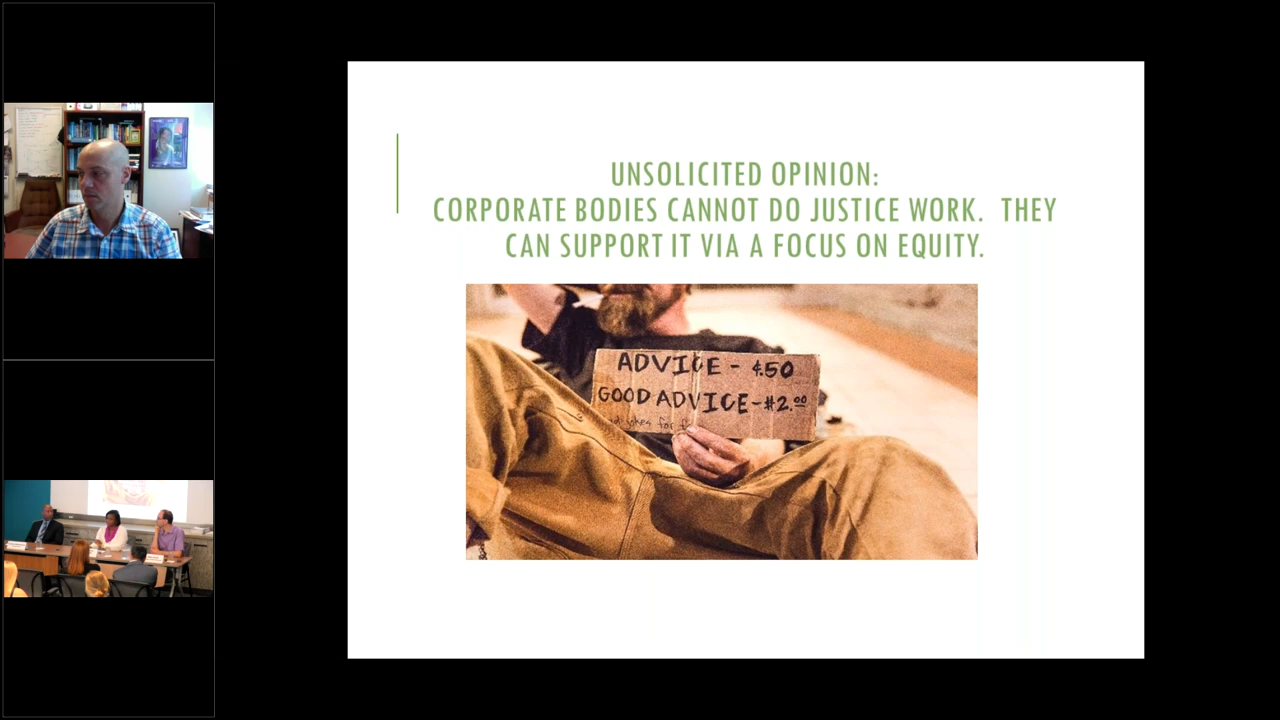 UNSOLICITED OPINION:
CORPORATE BODIES CANNOT DO JUSTICE WORK. THEY
CAN SUPPORT IT VIA A FOCUS ON EQUITY.
ADVICE - ¢.50
GOOD ADVICE - #2.00